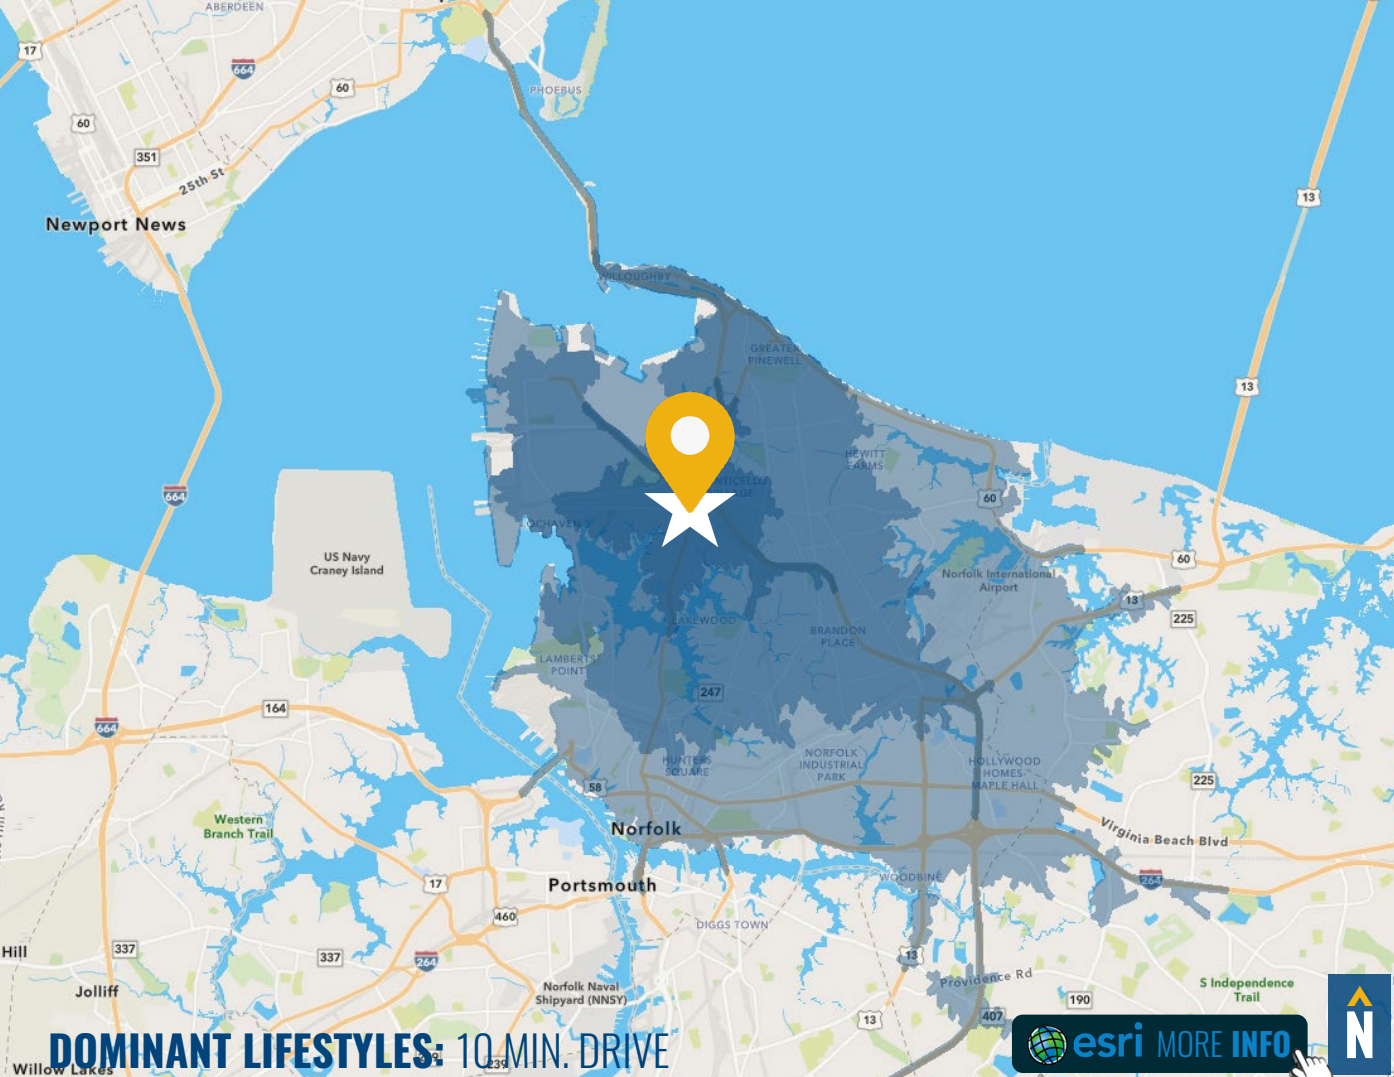 ABERDEEN
17
664
60
PHOEBUS
60
351
25th St
13
Newport News
WILLOUGHBY
GREATER
PINEWELL
13
HEWITT
FARMS
664
60
US Navy
Craney Island
60
Norfolk International
Airport
13
225
LAKEWOOD
BRANDON
PLACE
LAMBERTS
POINT
247
164
664
HUNTERS
SQUARE
NORFOLK
INDUSTRIAL
PARK
HOLLYWOOD
HOMES-
MAPLE HALL
225
58
Western
Branch Trail
Norfolk
Virginia Beach Blvd
17
Portsmouth
WOODBINE
264
460
DIGGS TOWN
Hill
337
337
264
13
Providence Rd
Jolliff
Norfolk Naval
Shipyard (NNSY)
190
S Independence
Trail
13
407
DOMINANT LIFESTYLES: 10 MIN. DRIVE
239
Willow Lakes
esri MORE INFO
N